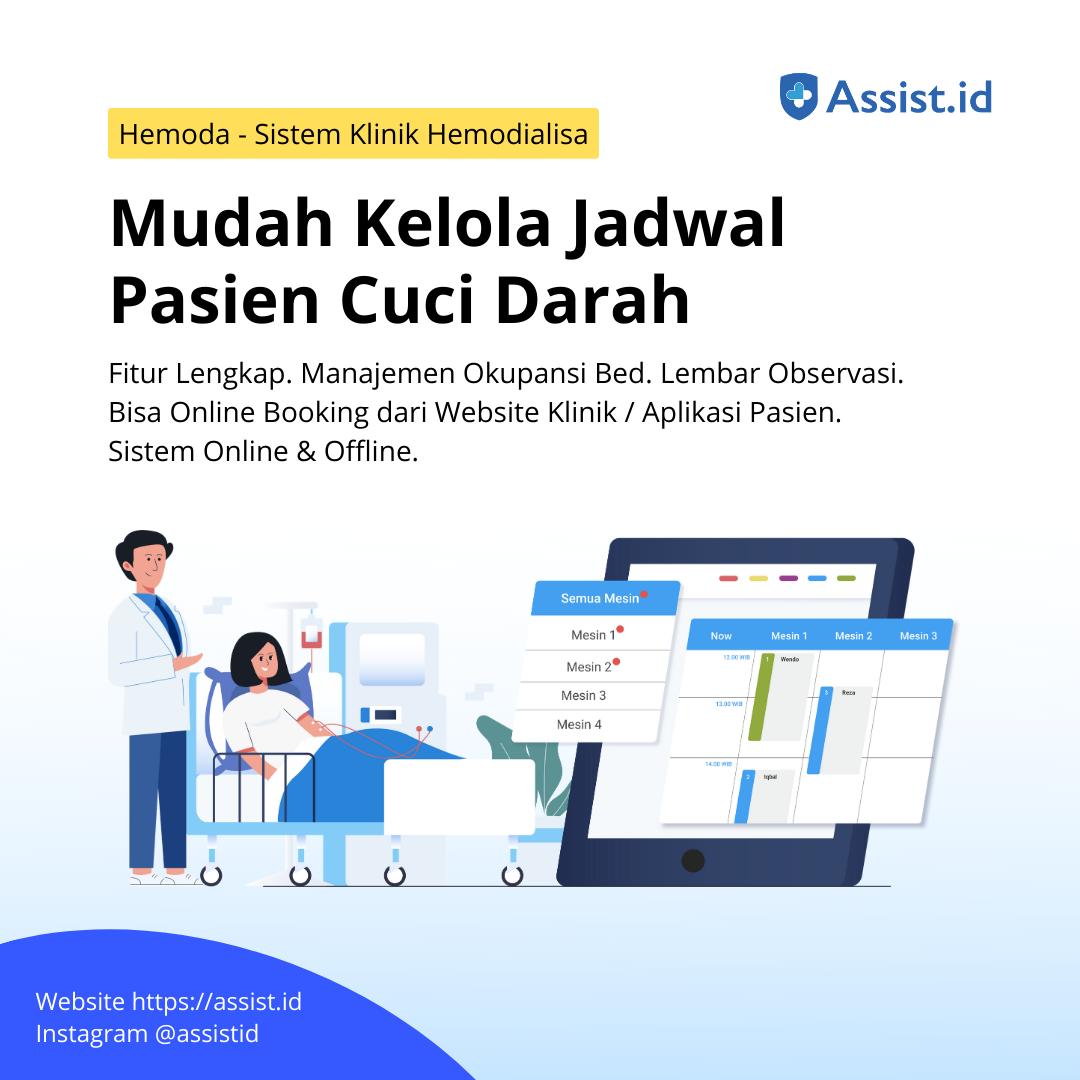 Assist.id
Hemoda - Sistem Klinik Hemodialisa
Mudah Kelola Jadwal
Pasien Cuci Darah
Fitur Lengkap. Manajemen Okupansi Bed. Lembar Observasi.
Bisa Online Booking dari Website Klinik / Aplikasi Pasien.
Sistem Online & Offline.
Semua Mesin
Mesin 1
Mesin 2
Mesin 3
Mesin 4
Now Mesin 1 Mesin 2 Mesin 3
12.00 WIB 1 Wendo
3 Reza
13.00 WIB
14.00 WIB
2 Iqbal
Website https://assist.id
Instagram @assistid